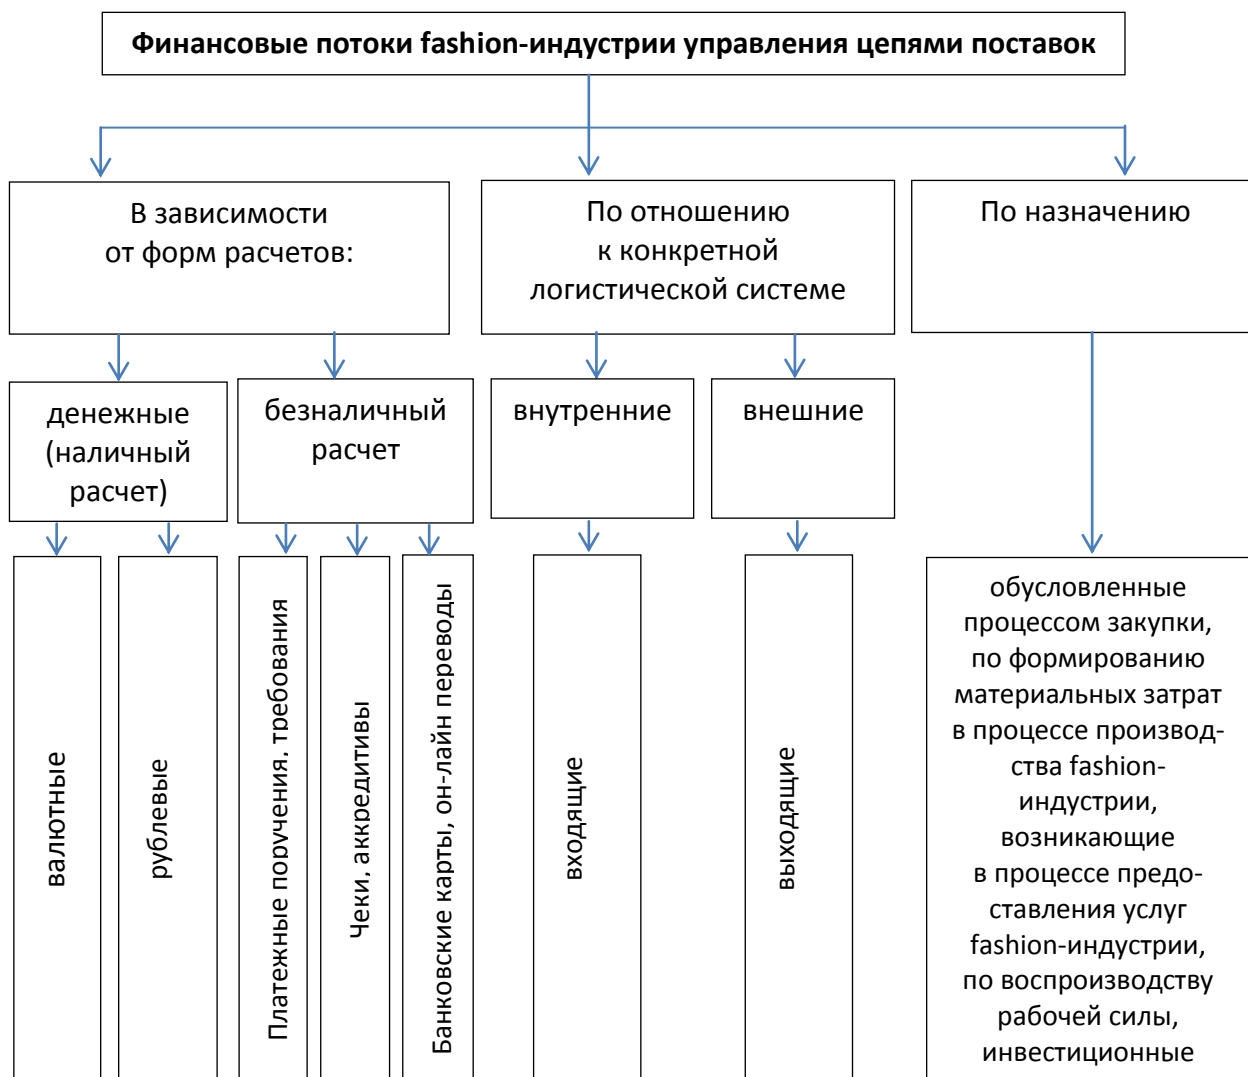 Финансовые потоки fashion-индустрии управления цепями поставок
В зависимости
от форм расчетов:
По отношению
к конкретной
логистической системе
По назначению
денежные
(наличный
расчет)
безналичный
расчет
внутренние
внешние
валютные
рублевые
Платежные поручения, требования
Чеки, аккредитивы
Банковские карты, он-лайн переводы
входящие
выходящие
обусловленные
процессом закупки,
по формированию
материальных затрат
в процессе производ-
ства fashion-
индустрии,
возникающие
в процессе предо-
ставления услуг
fashion-индустрии,
по воспроизводству
рабочей силы,
инвестиционные